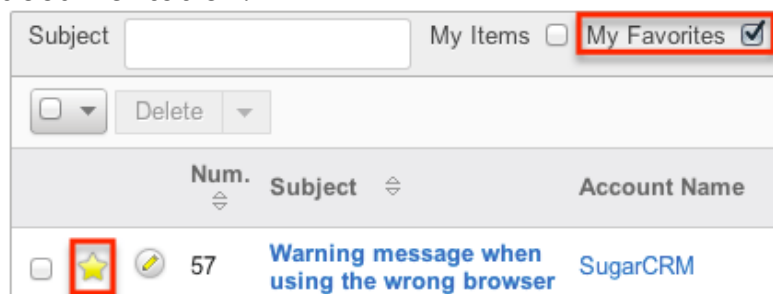 Subject My Items My Favorites
Delete
Num. Subject Account Name
57 Warning message when SugarCRM
using the wrong browser